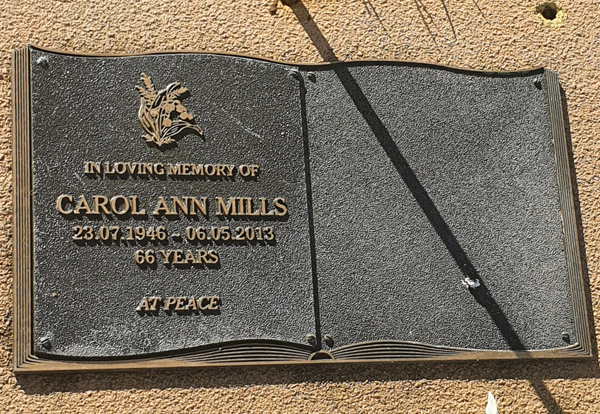 IN LOVING MEMORY OF
CAROL ANN MILLS
23.07.1946 - 06.05.2013
66 YEARS
AT PEACE